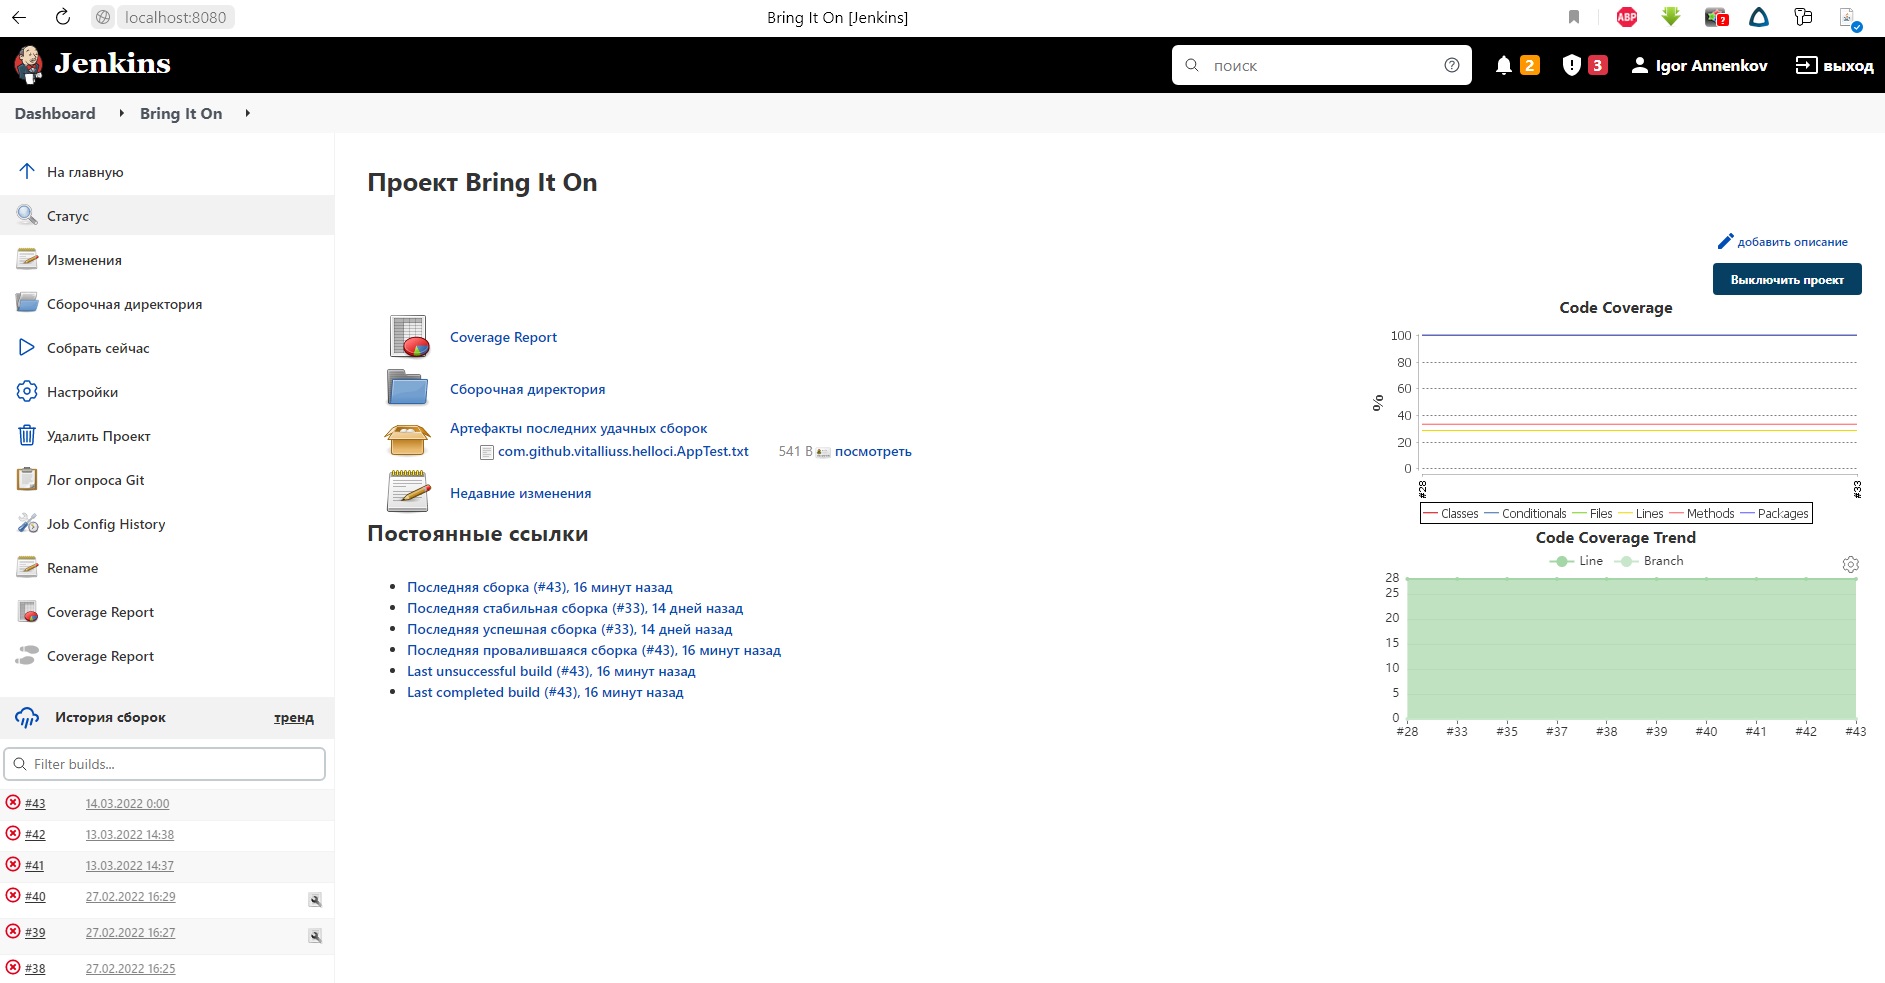 localhost:8080
Bring It On [Jenkins]
ABP
?
Jenkins
поиск
2
3
Igor Annenkov
выход
Dashboard
Bring It On
На главную
Статус
Изменения
Сборочная директория
Собрать сейчас
Настройки
Удалить Проект
Лог опроса Git
Job Config History
Rename
Coverage Report
Coverage Report
История сборок
тренд
Filter builds...
#43 14.03.2022 0:00
#42 13.03.2022 14:38
#41 13.03.2022 14:37
#40 27.02.2022 16:29
#39 27.02.2022 16:27
#38 27.02.2022 16:25
Проект Bring It On
добавить описание
Выключить проект
Coverage Report
Сборочная директория
Артефакты последних удачных сборок
com.github.vitalliuss.helloci.AppTest.txt 541 B посмотреть
Недавние изменения
Постоянные ссылки
Последняя сборка (#43), 16 минут назад
Последняя стабильная сборка (#33), 14 дней назад
Последняя успешная сборка (#33), 14 дней назад
Последняя провалившаяся сборка (#43), 16 минут назад
Last unsuccessful build (#43), 16 минут назад
Last completed build (#43), 16 минут назад
Code Coverage
100
80
60
40
20
0
%
#28 #33
Classes Conditionals Files Lines Methods Packages
Code Coverage Trend
Line Branch
28
25
20
15
10
5
0
#28 #33 #35 #37 #38 #39 #40 #41 #42 #43